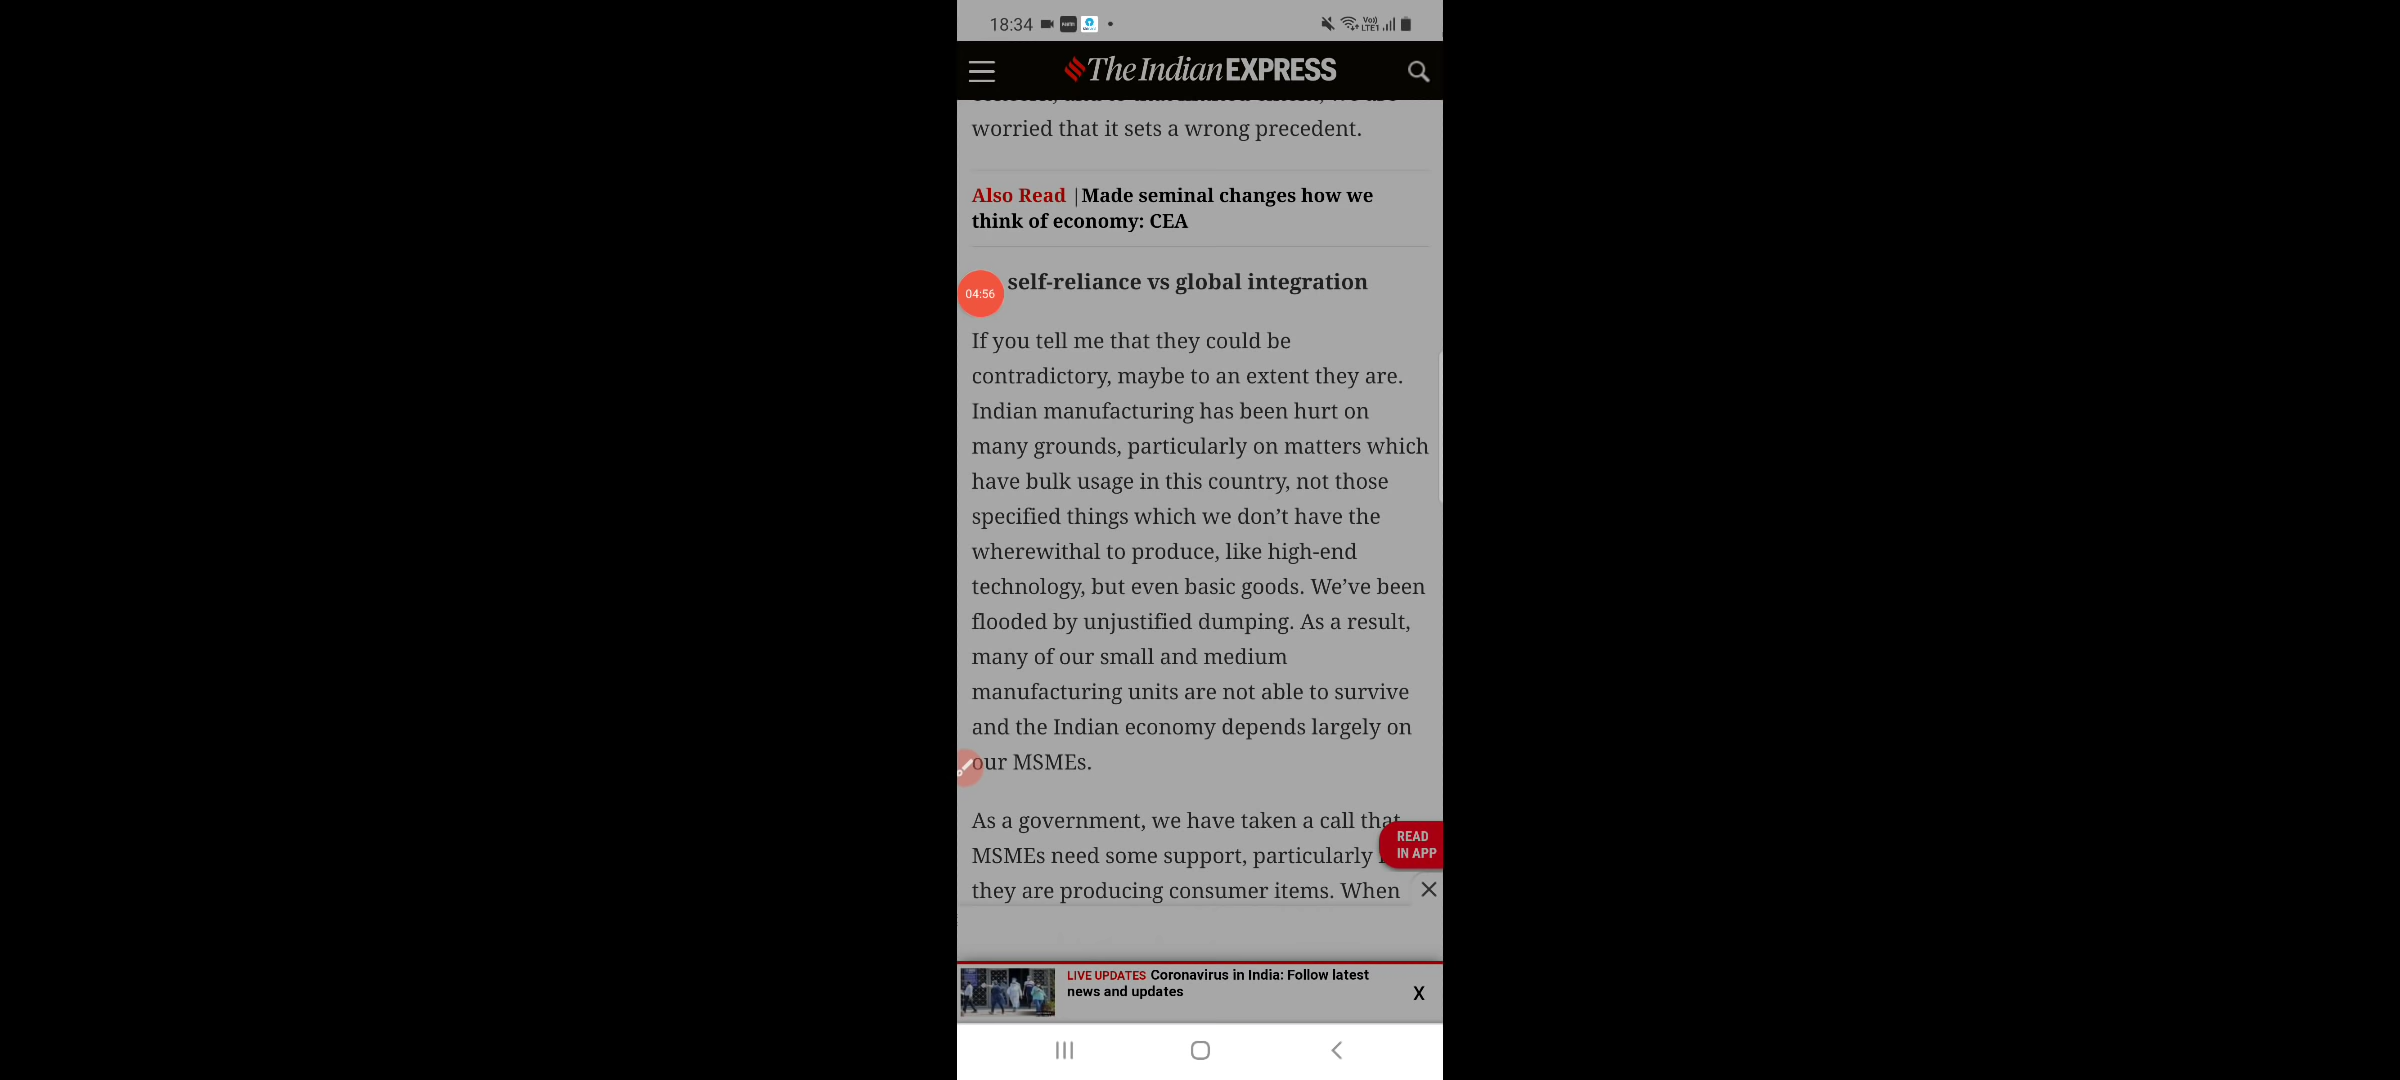 18:34
VoLTE1
The Indian EXPRESS
worried that it sets a wrong precedent.
Also Read |Made seminal changes how we
think of economy: CEA
self-reliance vs global integration
04:56
If you tell me that they could be
contradictory, maybe to an extent they are.
Indian manufacturing has been hurt on
many grounds, particularly on matters which
have bulk usage in this country, not those
specified things which we don’t have the
wherewithal to produce, like high-end
technology, but even basic goods. We’ve been
flooded by unjustified dumping. As a result,
many of our small and medium
manufacturing units are not able to survive
and the Indian economy depends largely on
our MSMEs.
As a government, we have taken a call that
MSMEs need some support, particularly
they are producing consumer items. When
READ
IN APP
LIVE UPDATES Coronavirus in India: Follow latest
news and updates
X